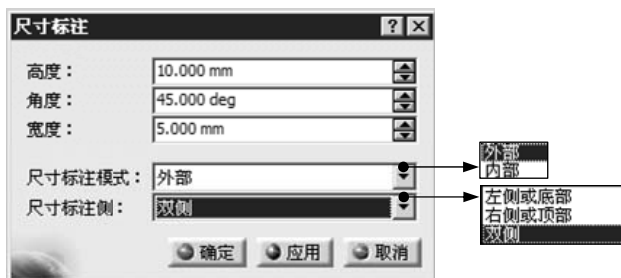 尺寸标注
高度：
10.000 mm
角度：
45.000 deg
宽度：
5.000 mm
尺寸标注模式：
外部
尺寸标注侧：
双侧
确定
应用
取消
外部
内部
左侧或底部
右侧或顶部
双侧